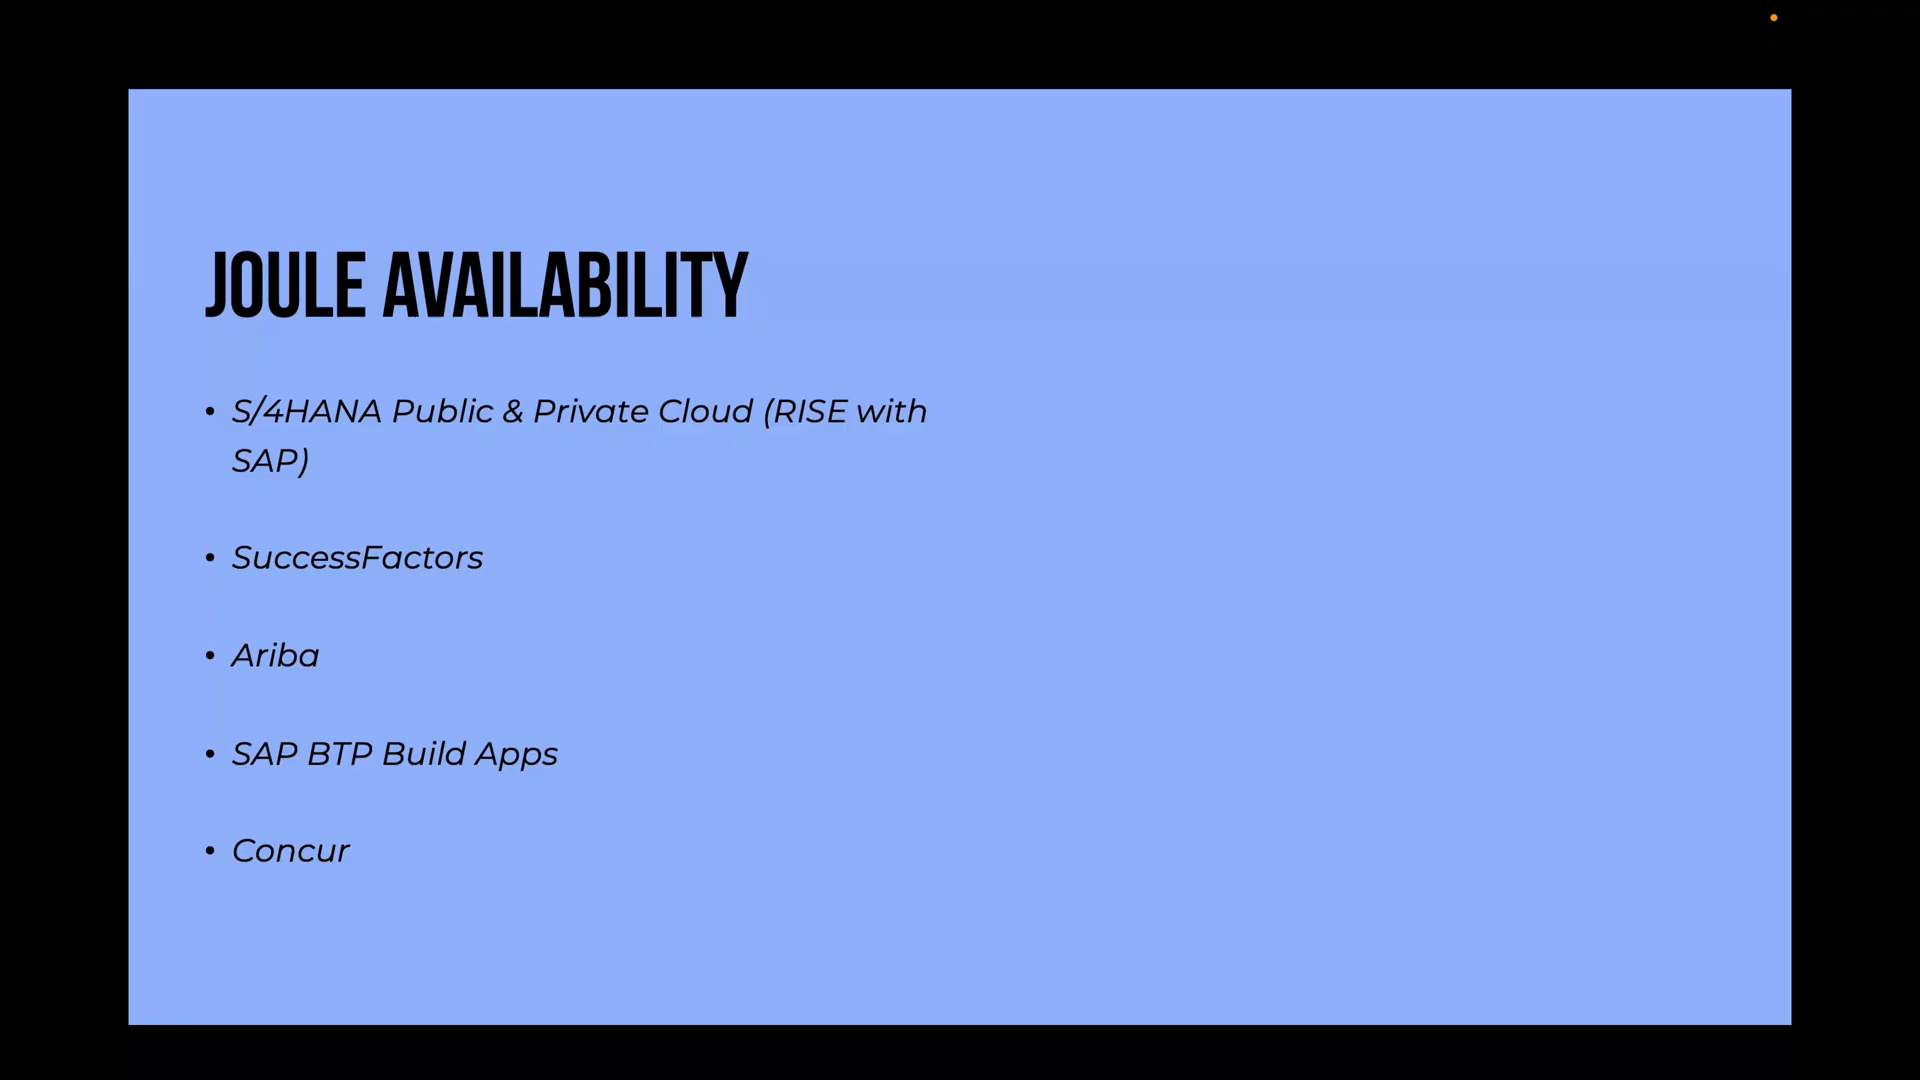 JOULE AVAILABILITY
• S/4HANA Public & Private Cloud (RISE with
SAP)
• SuccessFactors
• Ariba
• SAP BTP Build Apps
• Concur